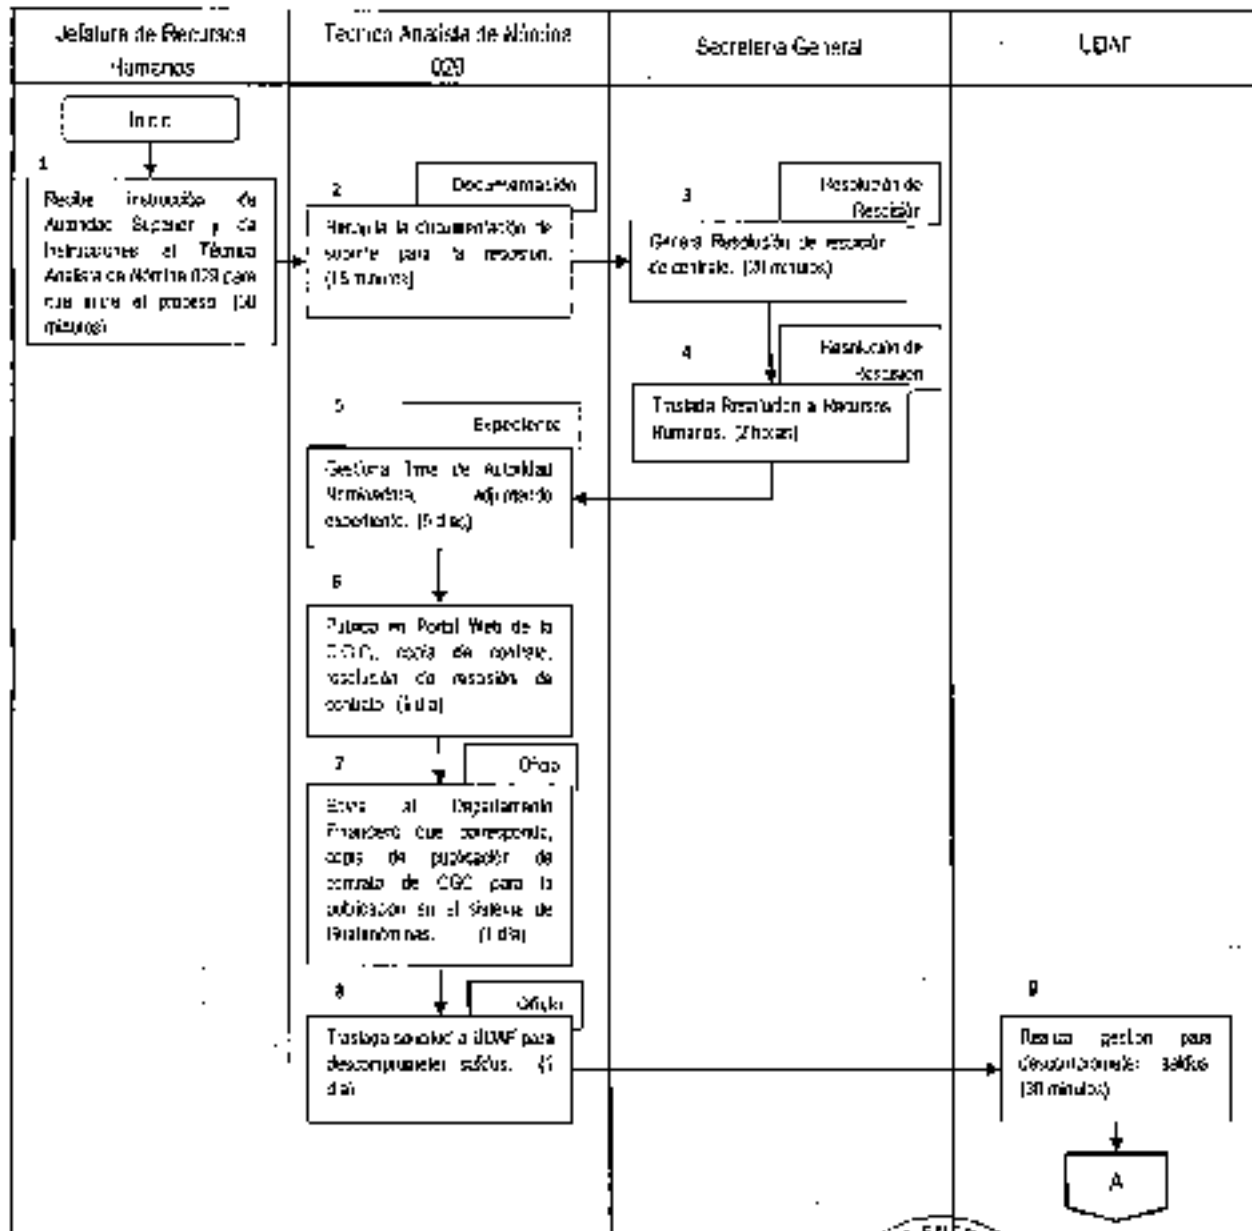 Jefatura de Recursos
Humanos
Técnico Analista de Nómina
029
Secretaria General
UDAF
Inicio
1
Recibe instrucción de
Autoridad Superior y da
Instrucciones al Técnico
Analista de Nómina 029 para
que inicie el proceso.
minutos)
2
Documentación
Recopila la documentación de
soporte para la rescisión.
(15 minutos)
3
Resolución de
Rescisión
Genera Resolución de rescisión
de contrato. minutos)
4
Resolución de
Rescisión
Traslada Resolución a Recursos
Humanos. (2 horas)
5
Expediente
Gestiona firma de Autoridad
Nominadora, adjuntando
expediente. (5 días)
6
Publica en Portal Web de la
copia de contrato,
resolución de rescisión de
contrato. día)
7
Oficio
Envía al Departamento
Financiero que corresponda,
copia de publicación de
contrato de CGC para la
publicación en el sistema de
Guatenóminas. (1 día)
8
Oficio
Traslada solicitud a UDAF para
descomprometer saldos.
día)
9
Realiza gestión para
descomprometer saldos
(30 minutos)
A